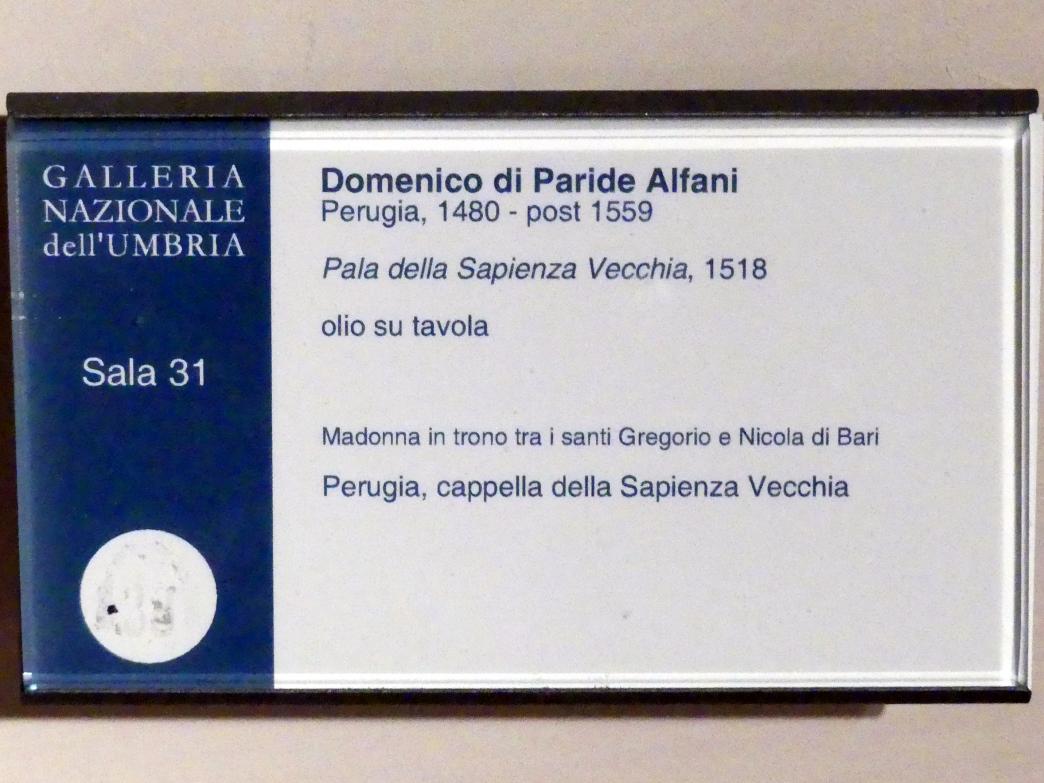 GALLERIA
NAZIONALE
dell'UMBRIA
Sala 31
Domenico di Paride Alfani
Perugia, 1480 - post 1559
Pala della Sapienza Vecchia, 1518
olio su tavola
Madonna in trono tra i santi Gregorio e Nicola di Bari
Perugia, cappella della Sapienza Vecchia